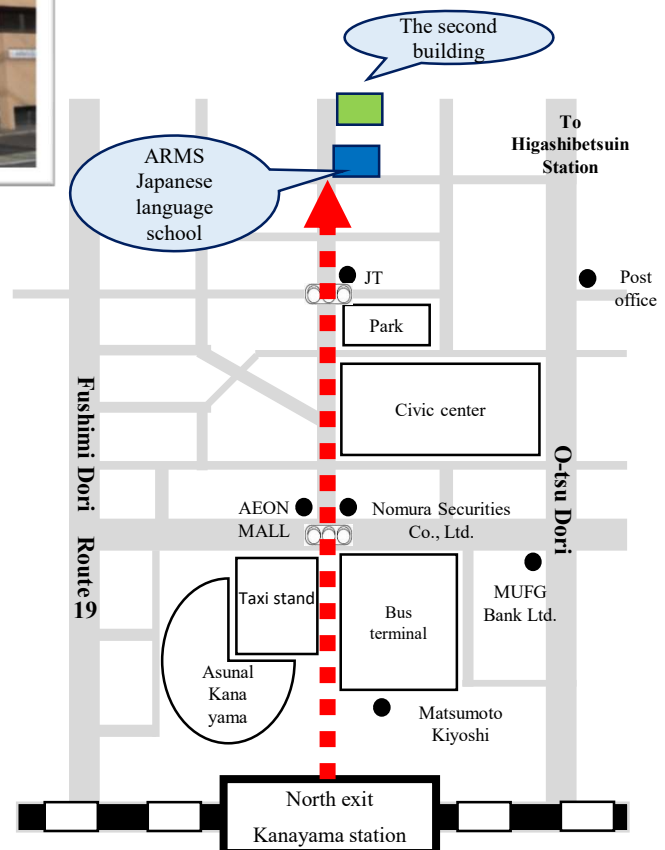 The second
building
To
Higashibetsuin
Station
ARMS
Japanese
language
school
JT
Post
office
Park
Fushimi Dori Route
19
Civic center
O-tsu Dori
AEON
MALL
Nomura Securities
Co., Ltd.
Taxi stand
Bus
terminal
MUFG
Bank Ltd.
Asunal
Kana
yama
Matsumoto
Kiyoshi
North exit
Kanayama station